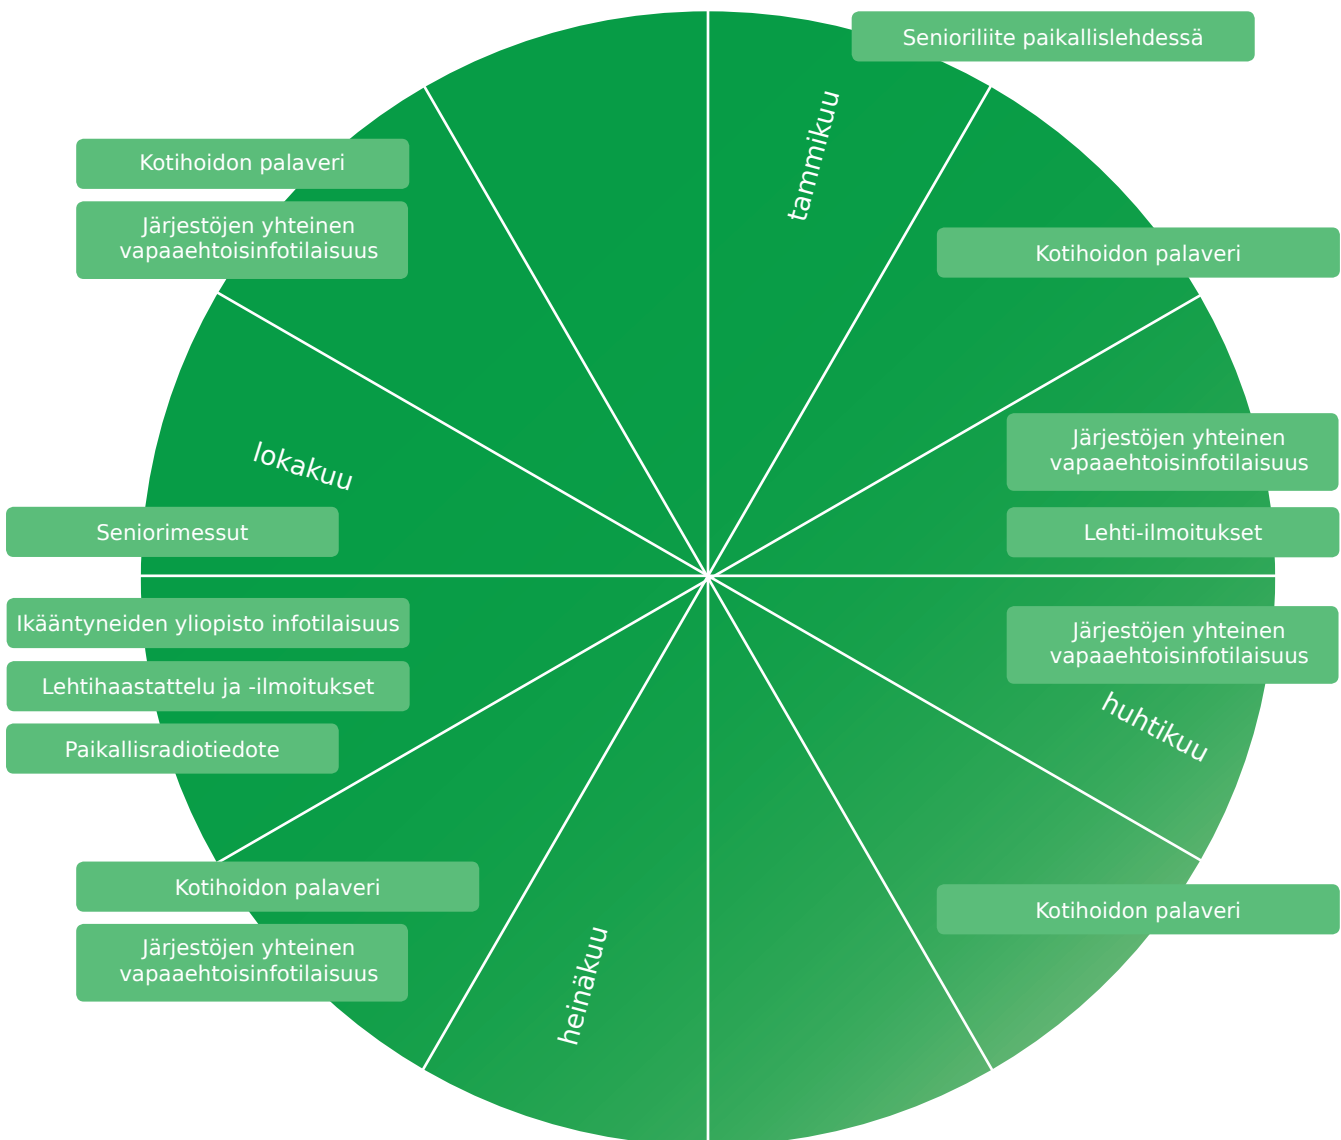 Senioriliite paikallislehdessä
tammikuu
Kotihoidon palaveri
Järjestöjen yhteinen
vapaaehtoisinfotilaisuus
Lehti-ilmoitukset
Järjestöjen yhteinen
vapaaehtoisinfotilaisuus
huhtikuu
Kotihoidon palaveri
heinäkuu
Kotihoidon palaveri
Järjestöjen yhteinen
vapaaehtoisinfotilaisuus
Ikääntyneiden yliopisto infotilaisuus
Lehtihaastattelu ja -ilmoitukset
Paikallisradiotiedote
lokakuu
Seniorimessut
Kotihoidon palaveri
Järjestöjen yhteinen
vapaaehtoisinfotilaisuus